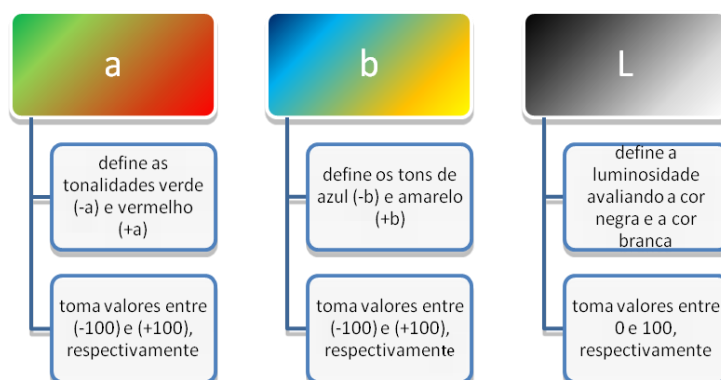 a
define as
tonalidades verde
(-a) e vermelho
(+a)
toma valores entre
(-100) e (+100),
respectivamente
b
define os tons de
azul (-b) e amarelo
(+b)
toma valores entre
(-100) e (+100),
respectivamente
L
define a
luminosidade
avaliando a cor
negra e a cor
branca
toma valores entre
0 e 100,
respectivamente